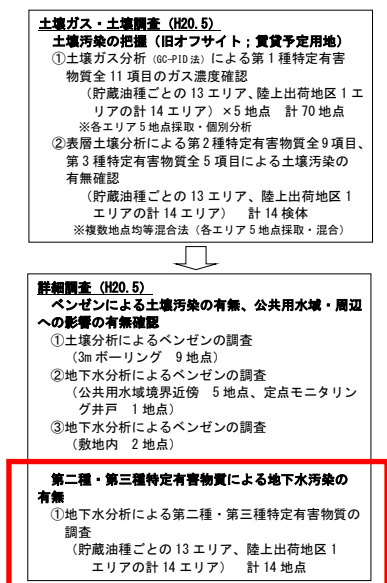 土壌ガス・土壌調査（H20.5）
土壌汚染の把握（旧オフサイト；賃貸予定用地）
①土壌ガス分析（GC-PID法）による第1種特定有害
物質全11項目のガス濃度確認
（貯蔵油種ごとの13エリア、陸上出荷地区1エ
リアの計14エリア）×5地点　計70地点
※各エリア5地点採取・個別分析
②表層土壌分析による第2種特定有害物質全9項目、
第3種特定有害物質全5項目による土壌汚染の
有無確認
（貯蔵油種ごとの13エリア、陸上出荷地区1
エリアの計14エリア）　計14検体
※複数地点均等混合法（各エリア5地点採取・混合）
詳細調査（H20.5）
ベンゼンによる土壌汚染の有無、公共用水域・周辺
への影響の有無確認
①土壌分析によるベンゼンの調査
（3mボーリング　9地点）
②地下水分析によるベンゼンの調査
（公共用水域境界近傍　5地点、定点モニタリン
グ井戸　1地点）
③地下水分析によるベンゼンの調査
（敷地内　2地点）
第二種・第三種特定有害物質による地下水汚染の
有無
①地下水分析による第二種・第三種特定有害物質の
調査
（貯蔵油種ごとの13エリア、陸上出荷地区1
エリアの計14エリア）　計14地点